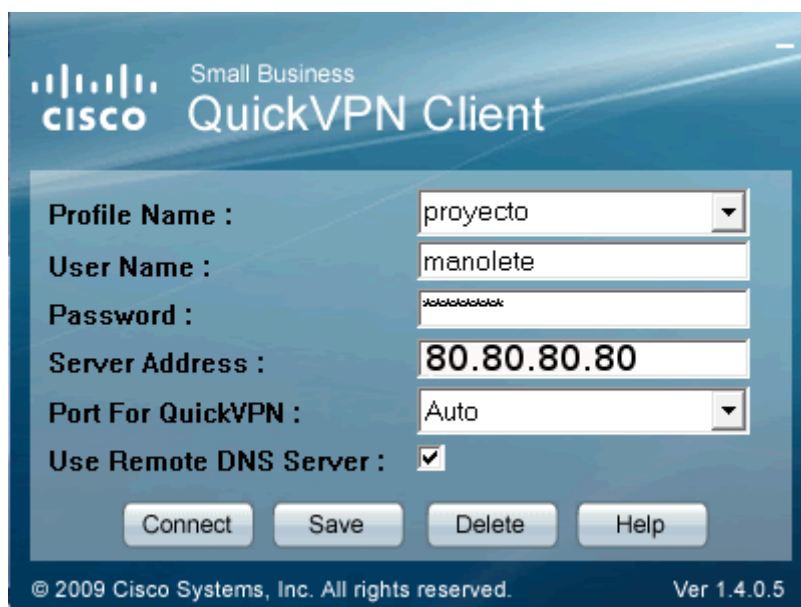 Small Business
CISCO QuickVPN Client
Profile Name : proyecto
User Name : manolete
Password : *********
Server Address : 80.80.80.80
Port For QuickVPN : Auto
Use Remote DNS Server :
Connect Save Delete Help
© 2009 Cisco Systems, Inc. All rights reserved. Ver 1.4.0.5